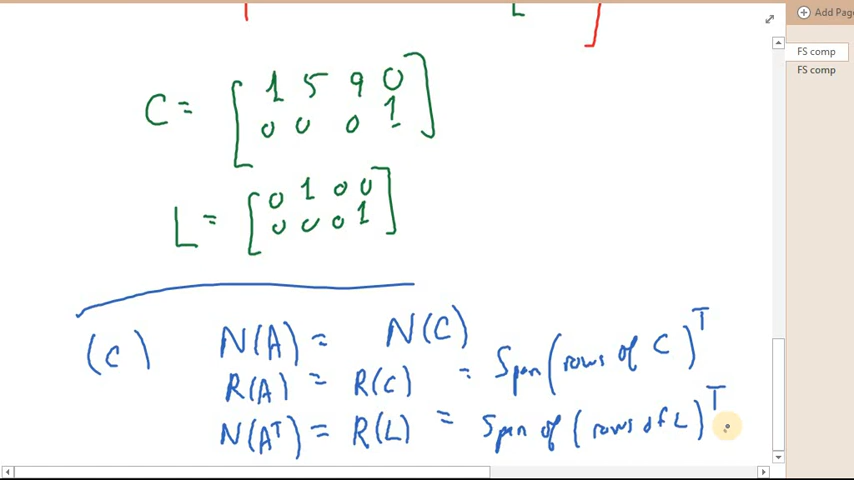 Add Page
FS comp
FS comp
L
C = [ 1 5 9 0
0 0 0 1 ]
L = [ 0 1 0 0
0 0 0 1 ]
(c) N(A) = N(C)
R(A) = R(C) = Span (rows of C)^T
N(A^T) = R(L) = Span of (rows of L)^T